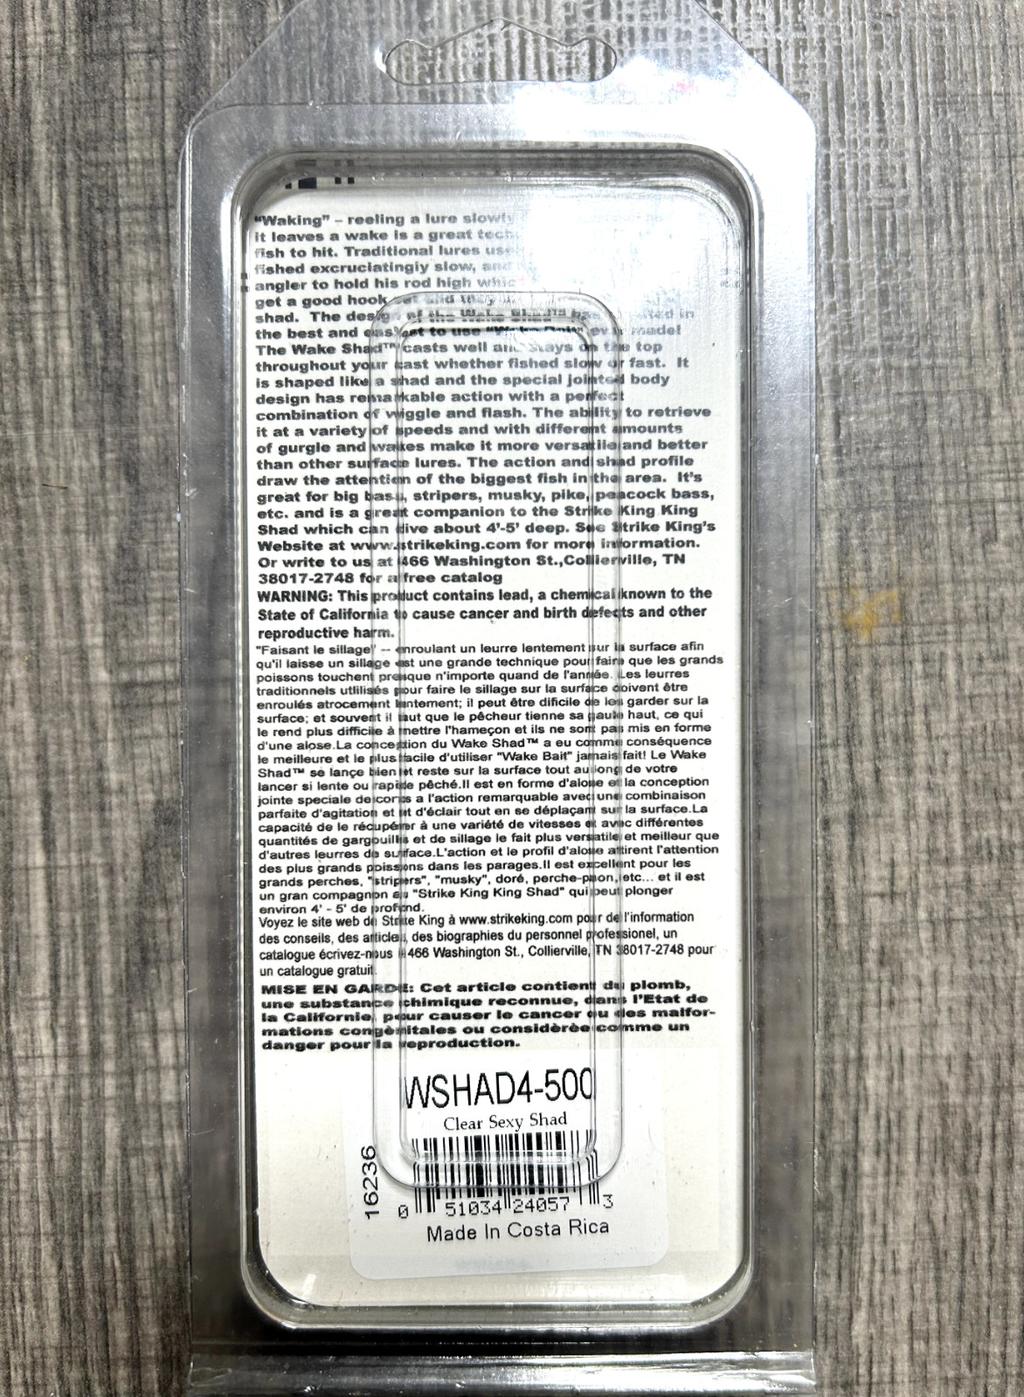 "Waking" – reeling a lure slowly
it leaves a wake is a great
fish to hit. Traditional lures
fished excruciatingly slow, and
angler to hold his rod high
get a good hook and they
shad. The design of the Wake Shad™ has in
the best and easiest to use "Wake Bait" ever made!
The Wake Shad™ casts well and stays on the top
throughout your cast whether fished slow or fast. It
is shaped like a shad and the special jointed body
design has remarkable action with a perfect
combination of wiggle and flash. The ability to retrieve
it at a variety of speeds and with different amounts
of gurgle and wakes make it more versatile and better
than other surface lures. The action and shad profile
draw the attention of the biggest fish in the area. It's
great for big bass, stripers, musky, pike, peacock bass,
etc. and is a great companion to the Strike King King
Shad which can dive about 4'-5' deep. See Strike King's
Website at www.strikeking.com for more information.
Or write to us at 466 Washington St.,Collierville, TN
38017-2748 for a free catalog
WARNING: This product contains lead, a chemical known to the
State of California to cause cancer and birth defects and other
reproductive harm.
"Faisant le sillage" -- enroulant un leurre lentement sur la surface afin
qu'il laisse un sillage est une grande technique pour faire que les grands
poissons touchent presque n'importe quand de l'année. Les leurres
traditionnels utlilisés pour faire le sillage sur la surface doivent être
enroulés atrocement lentement; il peut être dificile de les garder sur la
surface; et souvent il faut que le pêcheur tienne sa gaule haut, ce qui
le rend plus difficile à mettre l'hameçon et ils ne sont pas mis en forme
d'une alose.La conception du Wake Shad™ a eu comme conséquence
le meilleure et le plus facile d'utiliser "Wake Bait" jamais fait! Le Wake
Shad™ se lançe bien et reste sur la surface tout au long de votre
lancer si lente ou rapide pêché.Il est en forme d'alose et la conception
jointe speciale de corps a l'action remarquable avec une combinaison
parfaite d'agitation et et d'éclair tout en se déplaçant sur la surface.La
capacité de le récupérer à une variété de vitesses et avec différentes
quantités de gargouillis et de sillage le fait plus versatile et meilleur que
d'autres leurres de surface.L'action et le profil d'alose attirent l'attention
des plus grands poissons dans les parages.Il est excellent pour les
grands perches, "stripers", "musky", doré, perche-paon, etc... et il est
un gran compagnon au "Strike King King Shad" qui peut plonger
environ 4' - 5' de profond.
Voyez le site web de Strike King à www.strikeking.com pour de l'information
des conseils, des articles, des biographies du personnel professionel, un
catalogue écrivez-nous 466 Washington St., Collierville, TN 38017-2748 pour
un catalogue gratuit.
MISE EN GARDE: Cet article contient du plomb,
une substance chimique reconnue, dans l'Etat de
la Californie, pour causer le cancer ou des malfor-
mations congènitales ou considèrèe comme un
danger pour la reproduction.
WSHAD4-500
Clear Sexy Shad
16236
0 51034 24057 3
Made In Costa Rica